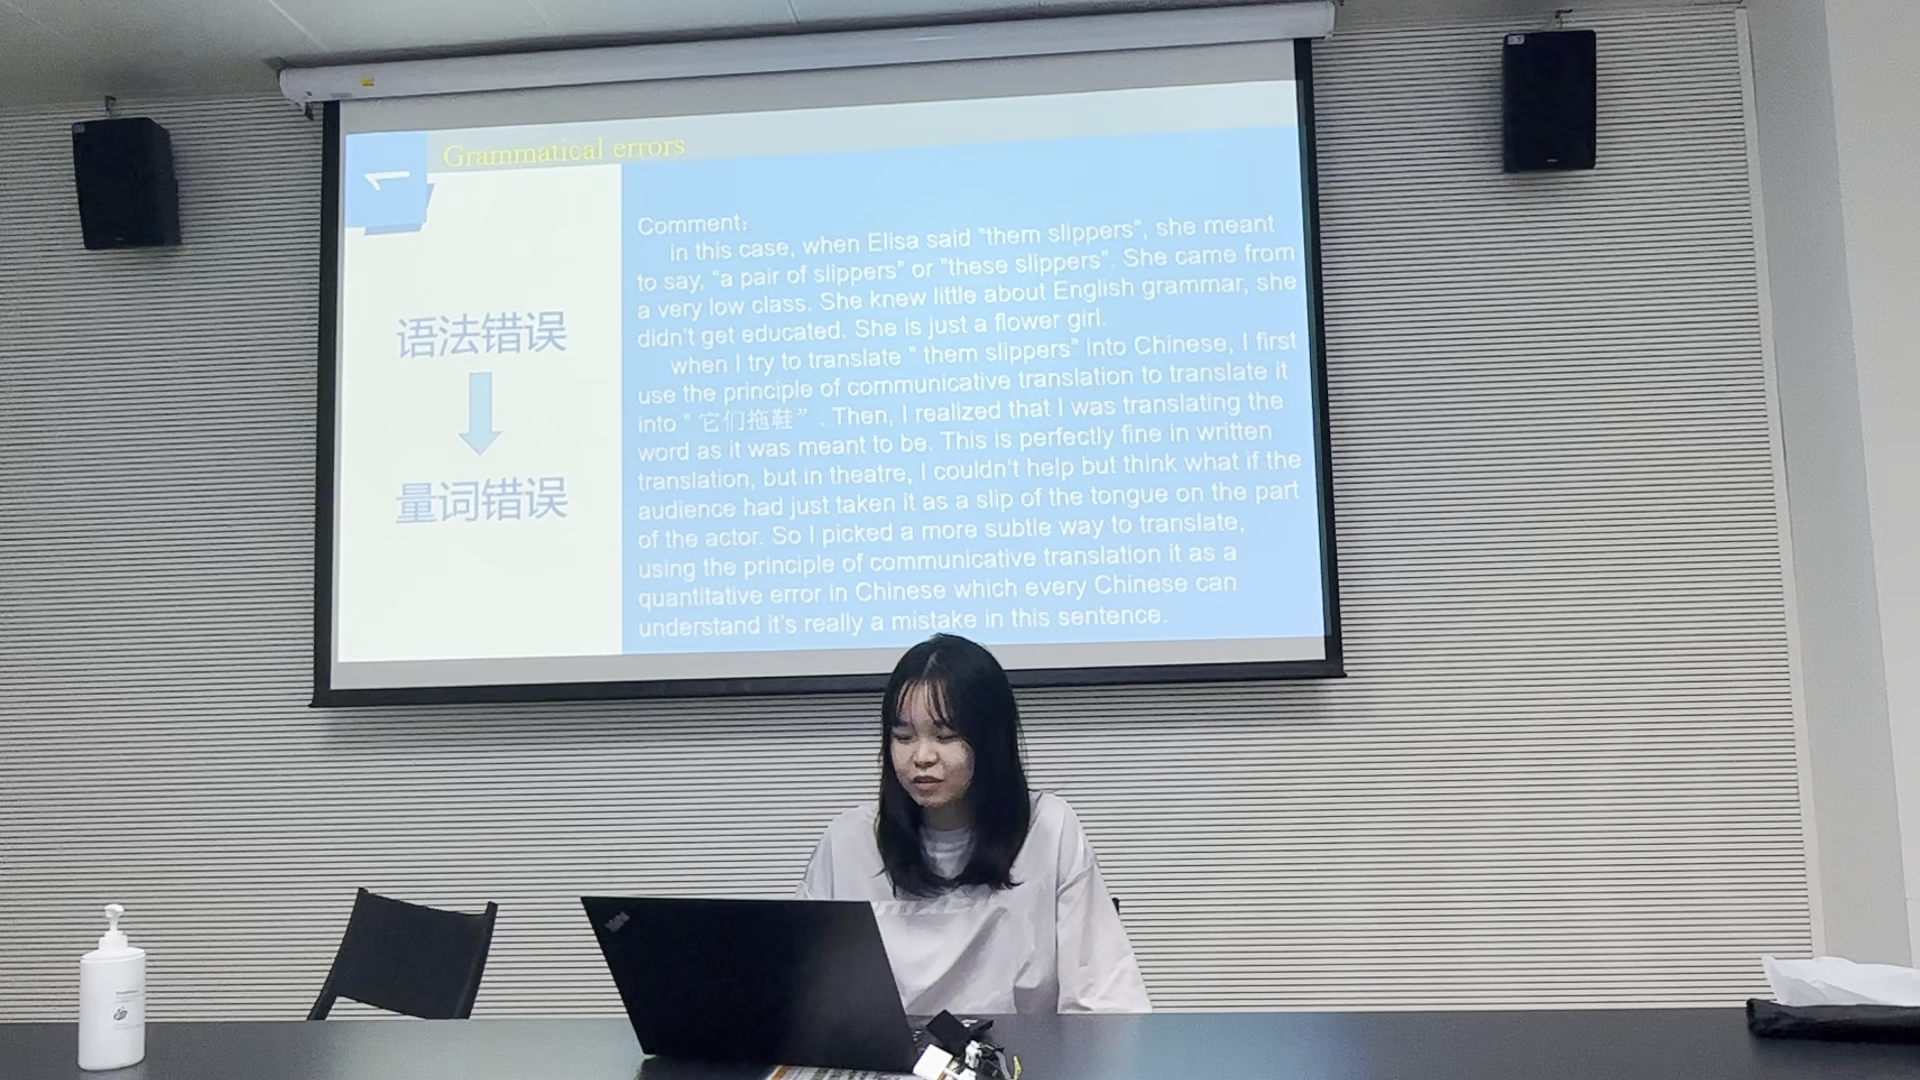 1
Grammatical errors
语法错误
量词错误
Comment:
in this case, when Elisa said "them slippers", she meant
to say, "a pair of slippers" or "these slippers". She came from
a very low class. She knew little about English grammar, she
didn't get educated. She is just a flower girl.
when I try to translate " them slippers" into Chinese, I first
use the principle of communicative translation to translate it
into " 它们拖鞋" . Then, I realized that I was translating the
word as it was meant to be. This is perfectly fine in written
translation, but in theatre, I couldn't help but think what if the
audience had just taken it as a slip of the tongue on the part
of the actor. So I picked a more subtle way to translate,
using the principle of communicative translation it as a
quantitative error in Chinese which every Chinese can
understand it's really a mistake in this sentence.